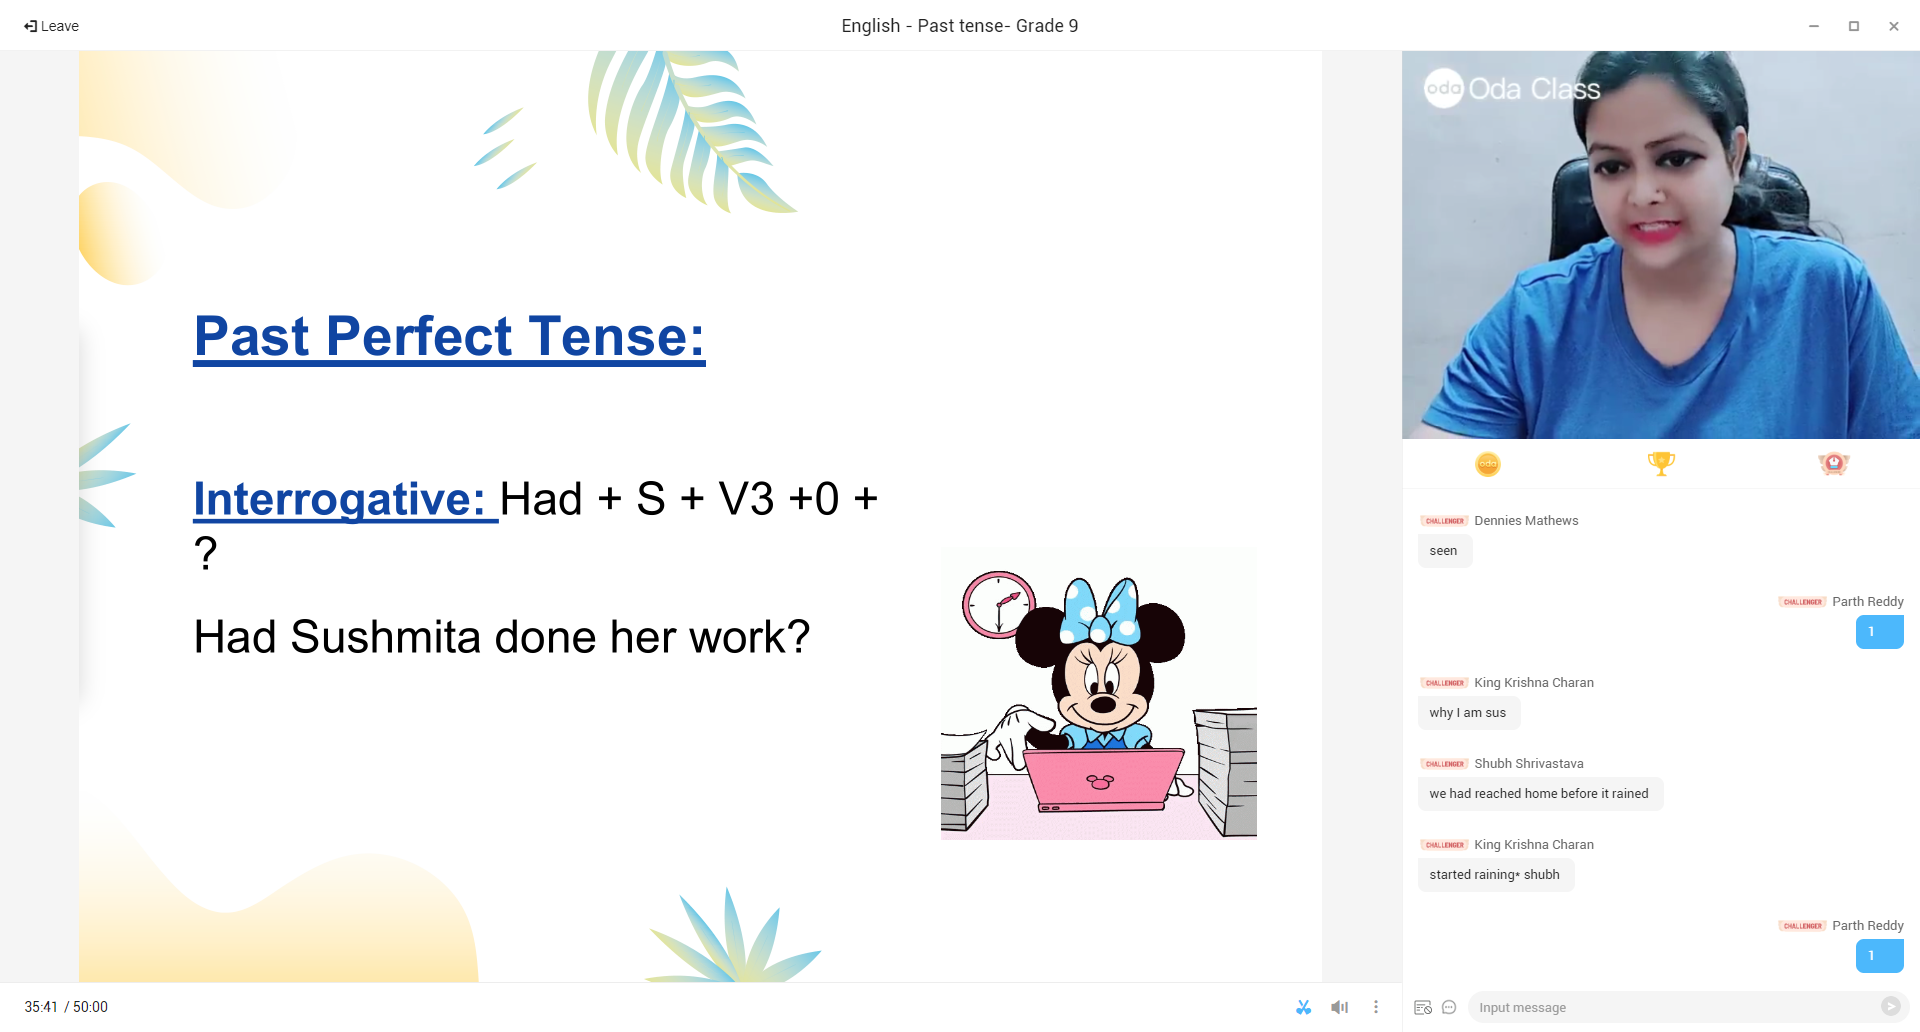 Leave
English - Past tense- Grade 9
oda Oda Class
Past Perfect Tense:
Interrogative: Had + S + V3 +0 +
?
Had Sushmita done her work?
oda
CHALLENGER Dennies Mathews
seen
CHALLENGER Parth Reddy
1
CHALLENGER King Krishna Charan
why I am sus
CHALLENGER Shubh Shrivastava
we had reached home before it rained
CHALLENGER King Krishna Charan
started raining* shubh
CHALLENGER Parth Reddy
1
35:41 / 50:00
Input message